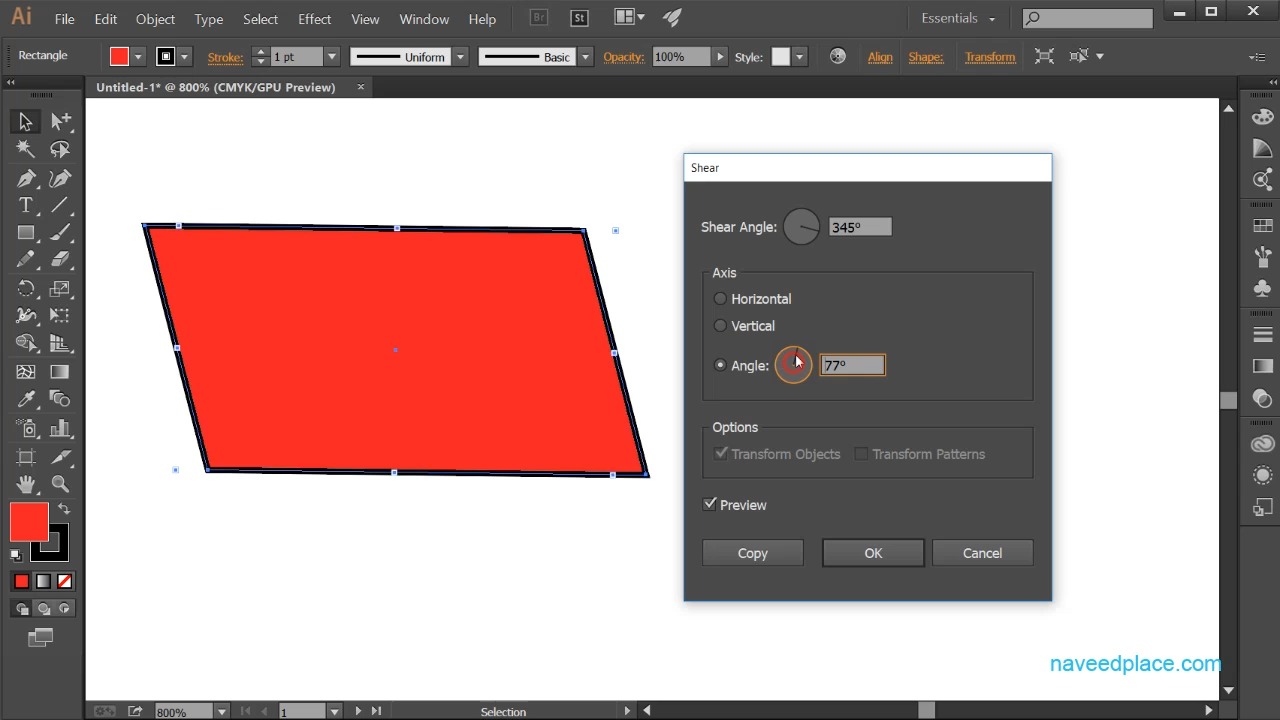 Ai File Edit Object Type Select Effect View Window Help Br St Essentials
Rectangle Stroke: 1 pt Uniform Basic Opacity: 100% Style: Align Shape: Transform
Untitled-1* @ 800% (CMYK/GPU Preview) ×
Shear
Shear Angle: 345°
Axis
Horizontal
Vertical
Angle: 77°
Options
Transform Objects Transform Patterns
Preview
Copy OK Cancel
naveedplace.com
800% 1 Selection